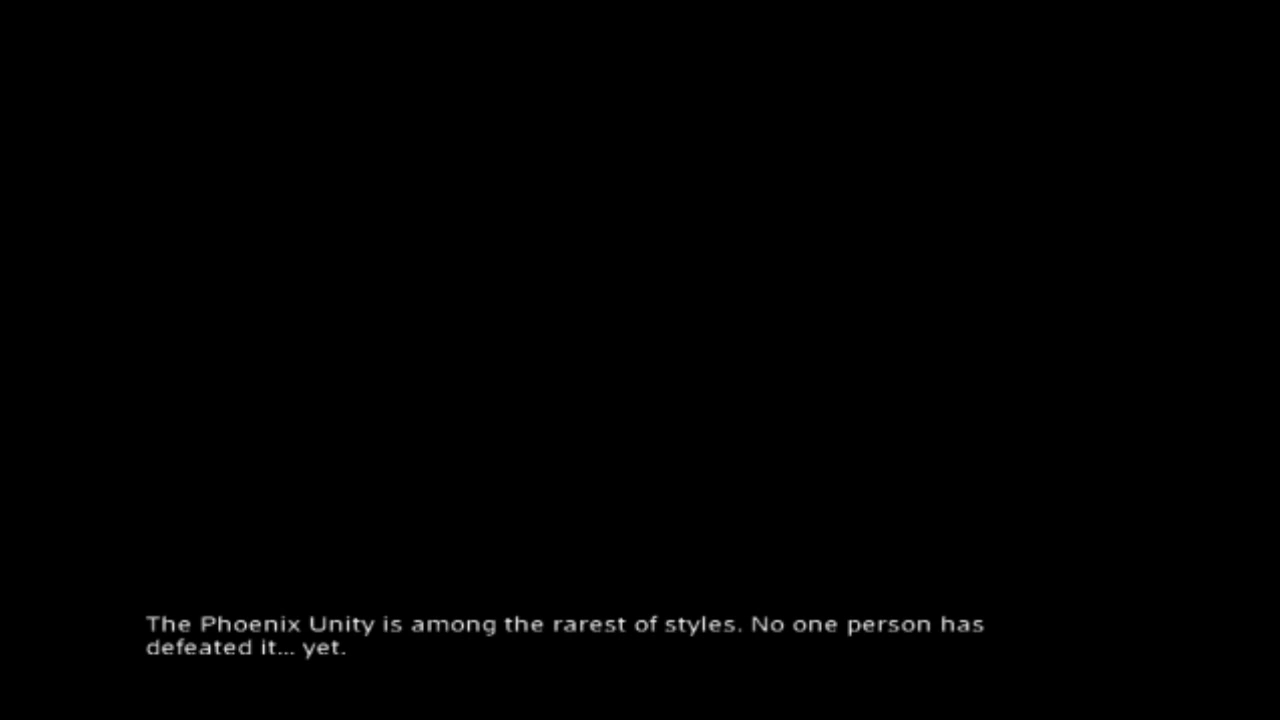 The Phoenix Unity is among the rarest of styles. No one person has
defeated it... yet.